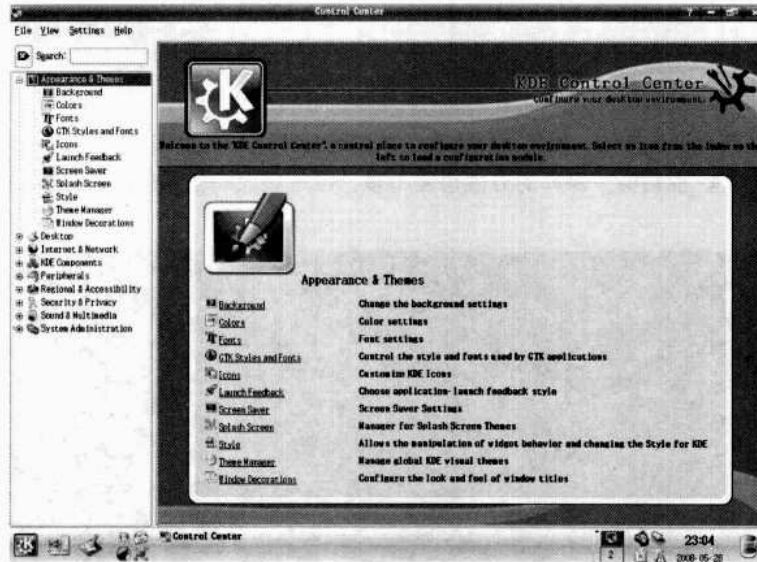 Control Center
File View Settings Help
Search:
Appearance & Themes
Background
Colors
Fonts
GTK Styles and Fonts
Icons
Launch Feedback
Screen Saver
Splash Screen
Style
Theme Manager
Window Decorations
Desktop
Internet & Network
KDE Components
Peripherals
Regional & Accessibility
Security & Privacy
Sound & Multimedia
System Administration
KDE Control Center
Configure your desktop environment.
Welcome to the "KDE Control Center", a central place to configure your desktop environment. Select an item from the index on the
left to load a configuration module.
Appearance & Themes
Background Change the background settings
Colors Color settings
Fonts Font settings
GTK Styles and Fonts Control the style and fonts used by GTK applications
Icons Customize KDE Icons
Launch Feedback Choose application-launch feedback style
Screen Saver Screen Saver Settings
Splash Screen Manager for Splash Screen Themes
Style Allows the manipulation of widget behavior and changing the Style for KDE
Theme Manager Manage global KDE visual themes
Window Decorations Configure the look and feel of window titles
Control Center
2
23:04
2008-05-28